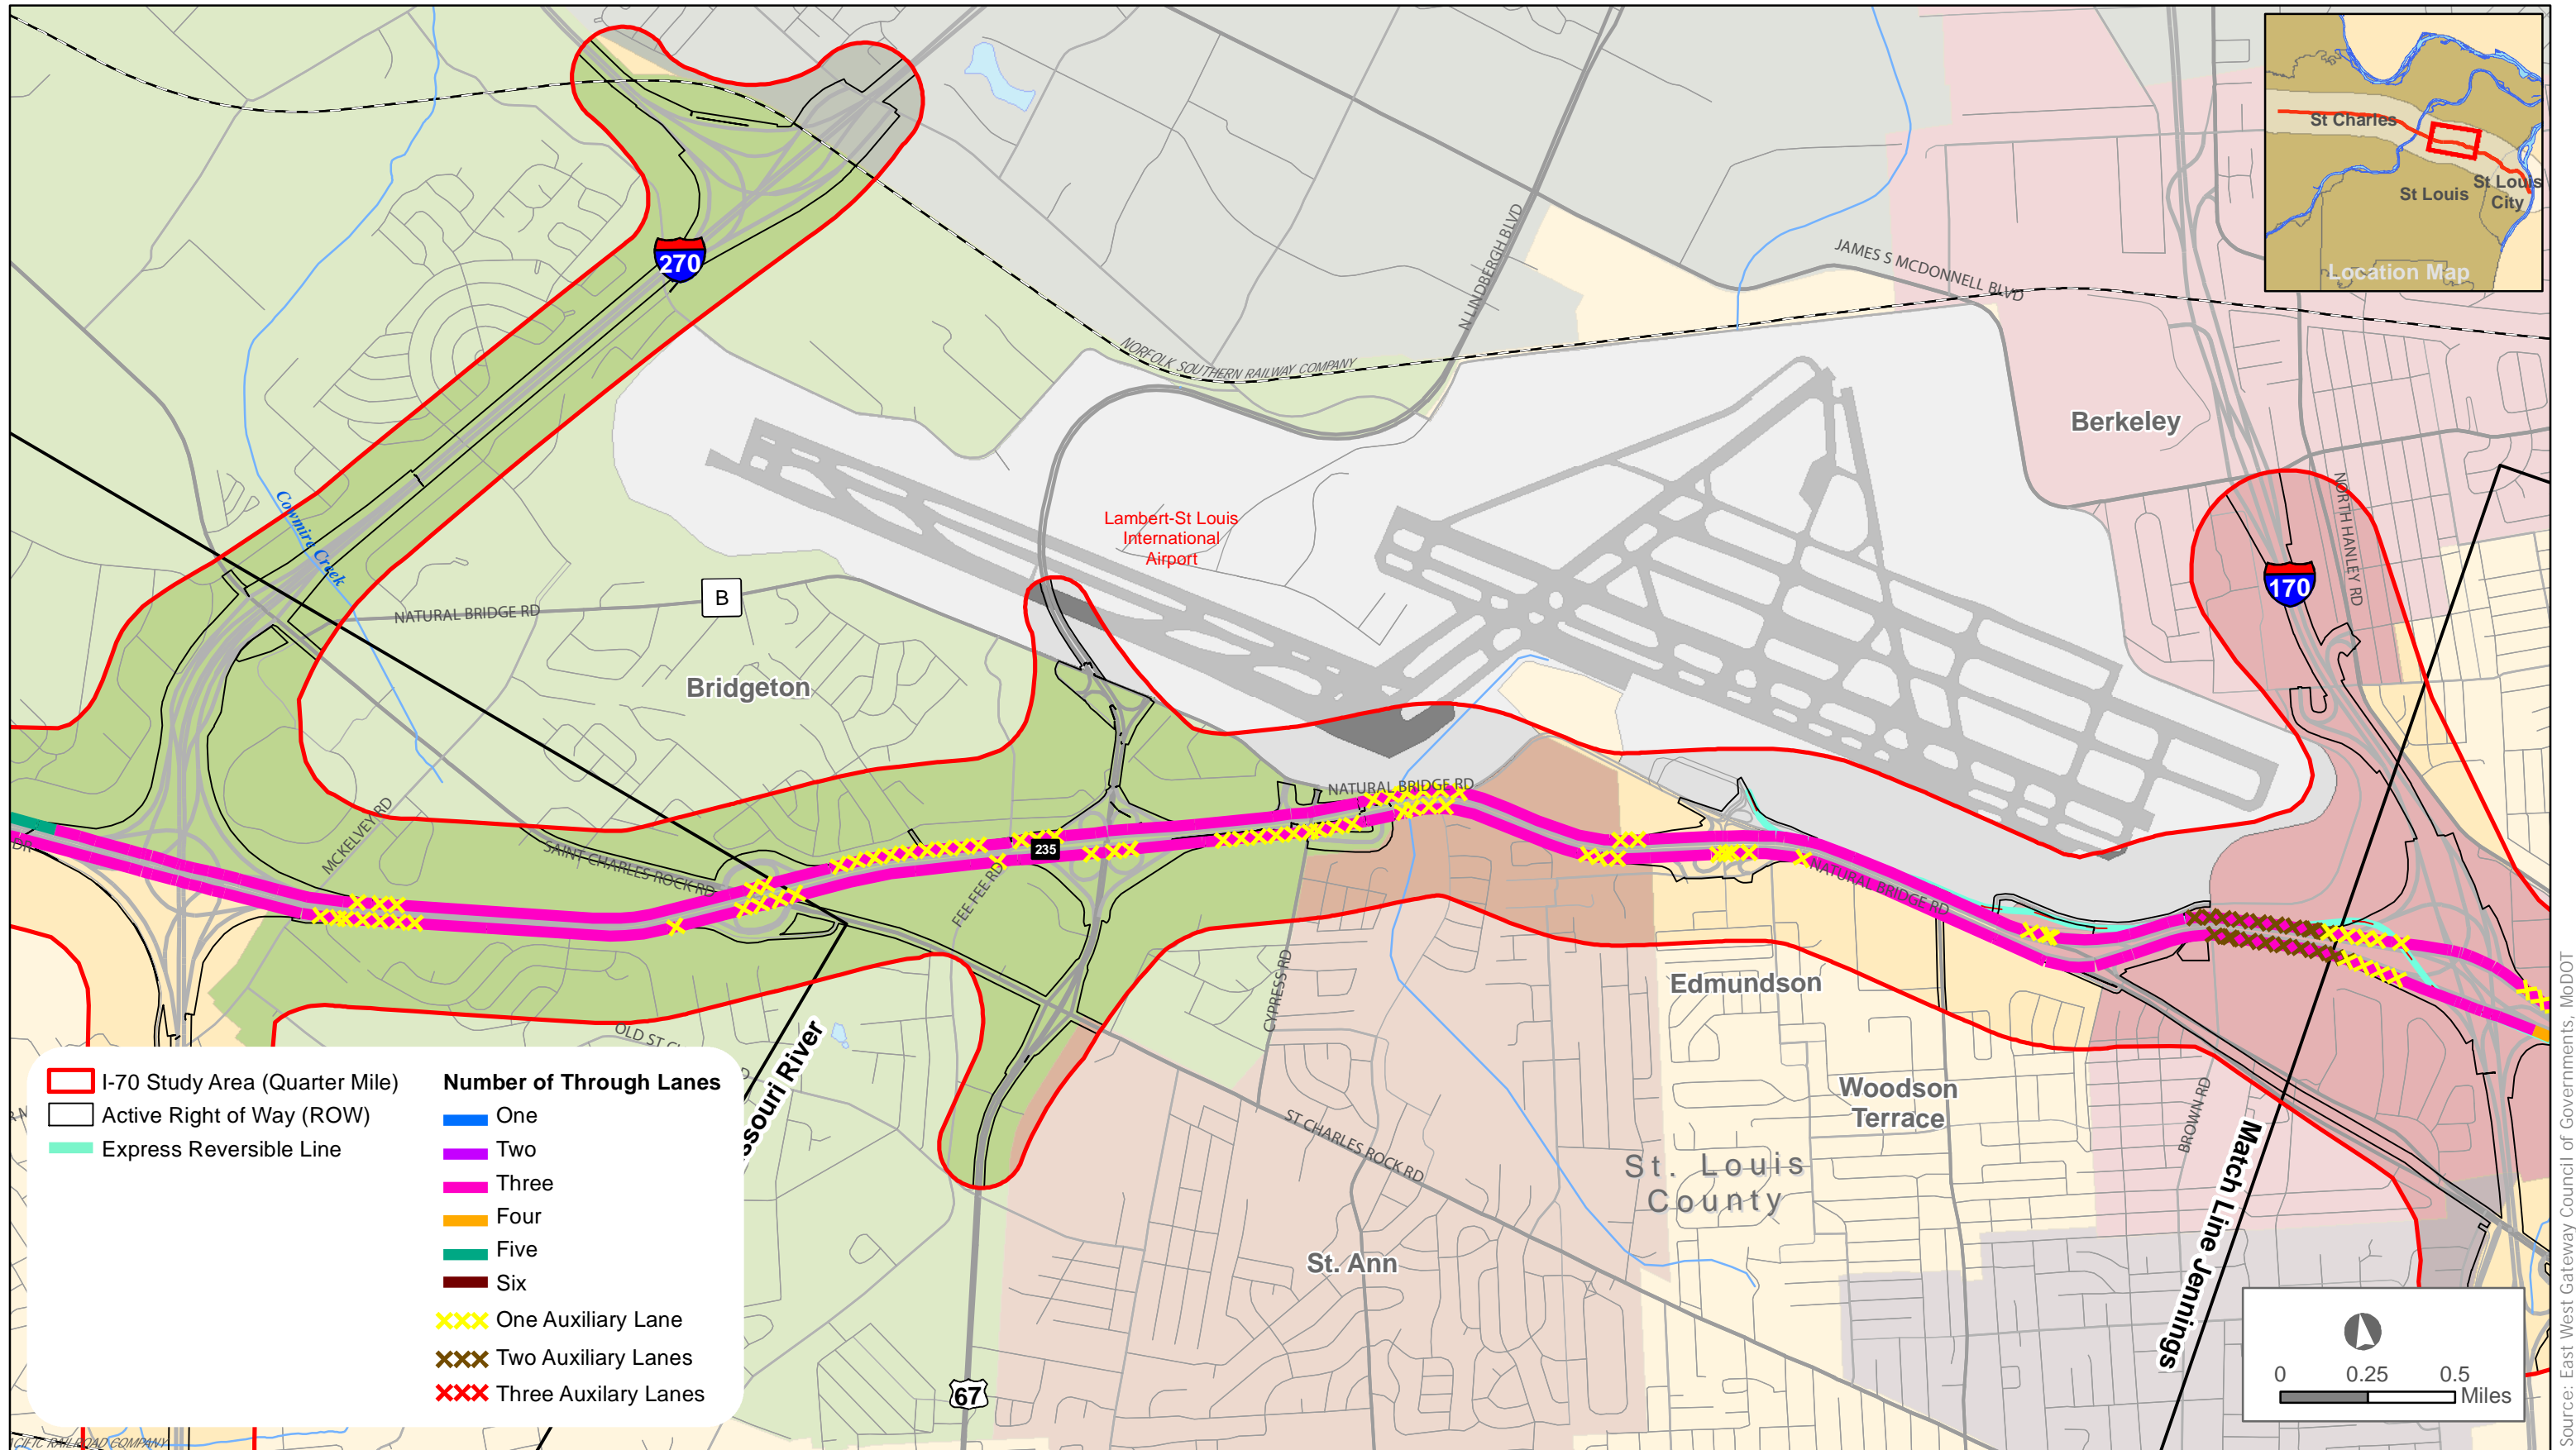 St Charles
St Louis
St Louis
City
Location Map
270
N LINDBERGH BLVD
JAMES S MCDONNELL BLVD
NORFOLK SOUTHERN RAILWAY COMPANY
Berkeley
NORTH HANLEY RD
170
Lambert-St Louis
International
Airport
Cowmire Creek
NATURAL BRIDGE RD
B
Bridgeton
NATURAL BRIDGE RD
MCKELVEY RD
SAINT CHARLES ROCK RD
235
FEE FEE RD
NATURAL BRIDGE RD
CYPRESS RD
Edmundson
OLD ST C
ssouri River
Woodson
Terrace
BROWN RD
ST CHARLES ROCK RD
St. Louis
County
St. Ann
Match Line Jennings
67
I-70 Study Area (Quarter Mile)
Active Right of Way (ROW)
Express Reversible Line
Number of Through Lanes
One
Two
Three
Four
Five
Six
One Auxiliary Lane
Two Auxiliary Lanes
Three Auxilary Lanes
0 0.25 0.5
Miles
CIFIC RAILROAD COMPANY
Source: East West Gateway Council of Governments, MoDOT